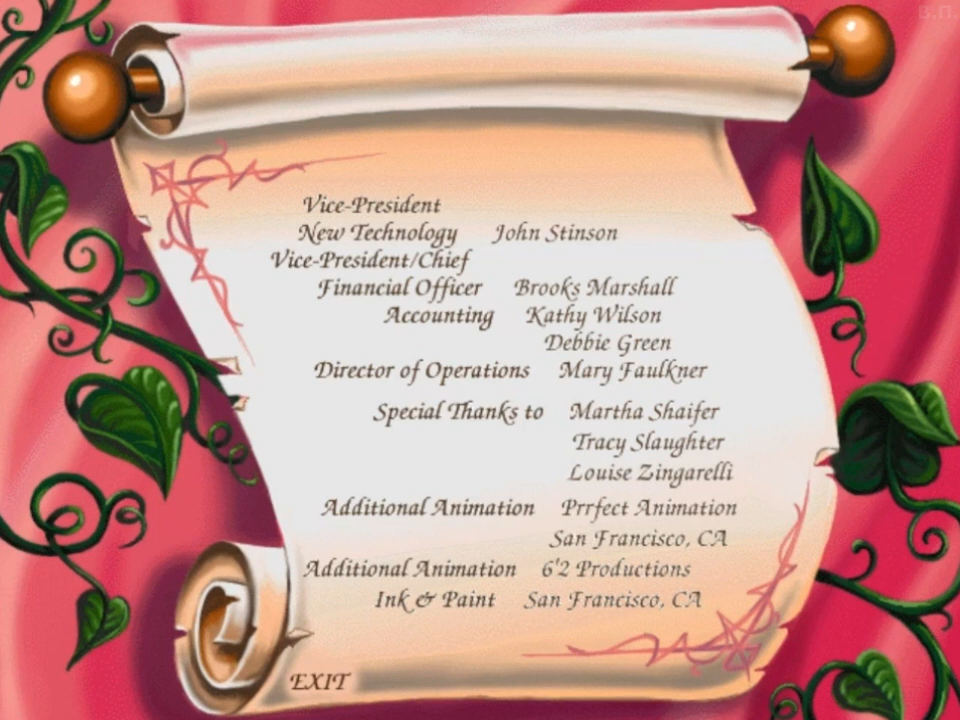 В.П.
Vice-President
New Technology John Stinson
Vice-President/Chief
Financial Officer Brooks Marshall
Accounting Kathy Wilson
Debbie Green
Director of Operations Mary Faulkner
Special Thanks to Martha Shaifer
Tracy Slaughter
Louise Zingarelli
Additional Animation Prrfect Animation
San Francisco, CA
Additional Animation 6'2 Productions
Ink & Paint San Francisco, CA
EXIT